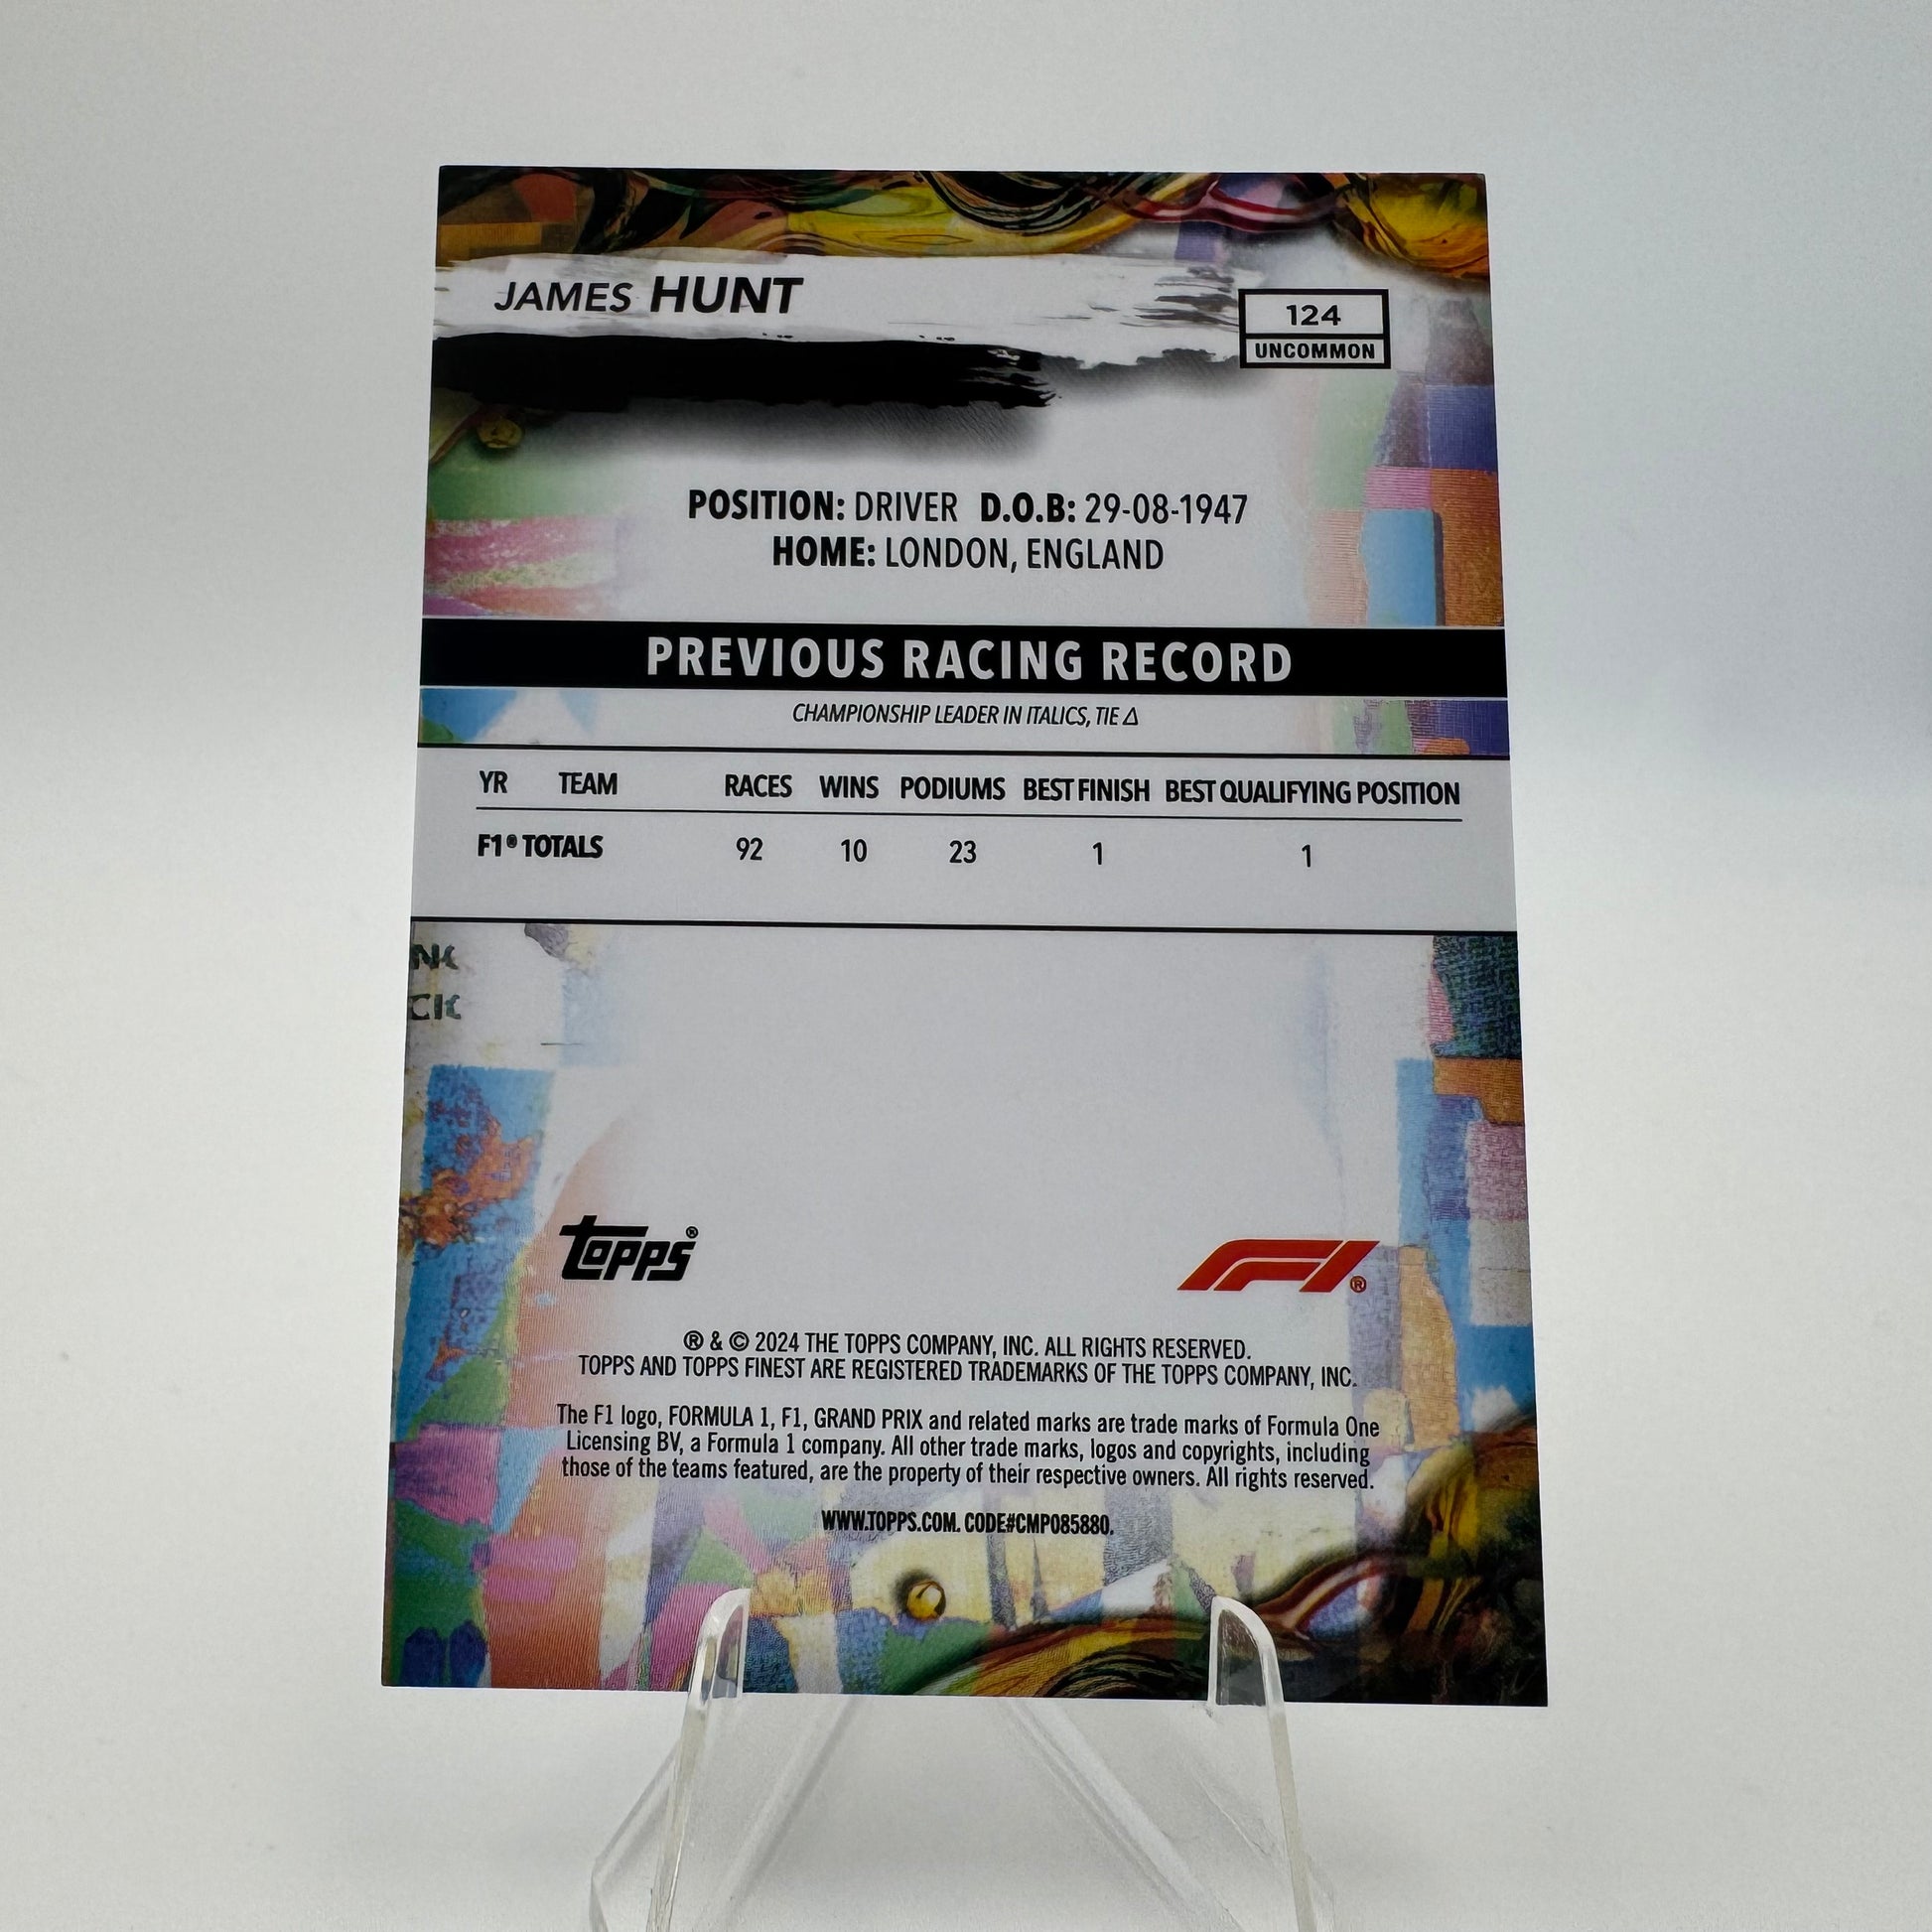 JAMES HUNT
124
UNCOMMON
POSITION: DRIVER D.O.B: 29-08-1947
HOME: LONDON, ENGLAND
PREVIOUS RACING RECORD
CHAMPIONSHIP LEADER IN ITALICS, TIE Δ
YR TEAM RACES WINS PODIUMS BEST FINISH BEST QUALIFYING POSITION
F1® TOTALS 92 10 23 1 1
topps®
F1®
® & © 2024 THE TOPPS COMPANY, INC. ALL RIGHTS RESERVED.
TOPPS AND TOPPS FINEST ARE REGISTERED TRADEMARKS OF THE TOPPS COMPANY, INC.
The F1 logo, FORMULA 1, F1, GRAND PRIX and related marks are trade marks of Formula One
Licensing BV, a Formula 1 company. All other trade marks, logos and copyrights, including
those of the teams featured, are the property of their respective owners. All rights reserved.
WWW.TOPPS.COM. CODE#CMP085880.